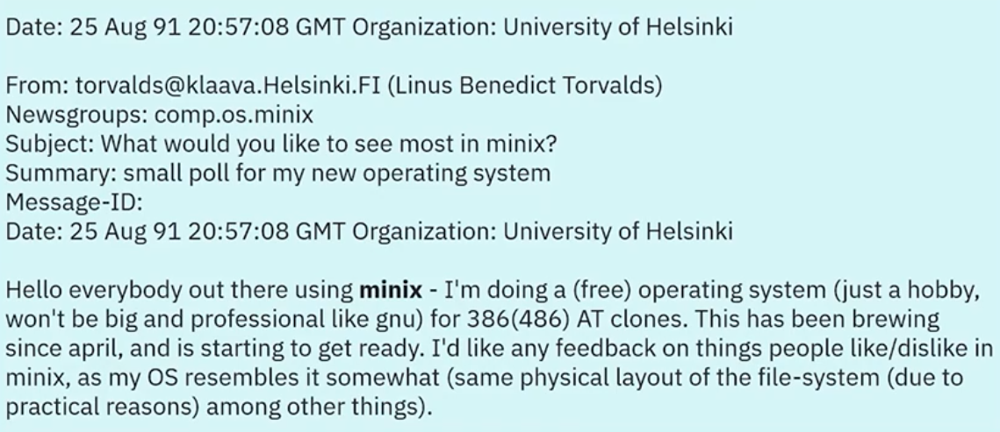 Date: 25 Aug 91 20:57:08 GMT Organization: University of Helsinki
From: torvalds@klaava.Helsinki.FI (Linus Benedict Torvalds)
Newsgroups: comp.os.minix
Subject: What would you like to see most in minix?
Summary: small poll for my new operating system
Message-ID:
Date: 25 Aug 91 20:57:08 GMT Organization: University of Helsinki
Hello everybody out there using minix - I'm doing a (free) operating system (just a hobby,
won't be big and professional like gnu) for 386(486) AT clones. This has been brewing
since april, and is starting to get ready. I'd like any feedback on things people like/dislike in
minix, as my OS resembles it somewhat (same physical layout of the file-system (due to
practical reasons) among other things).